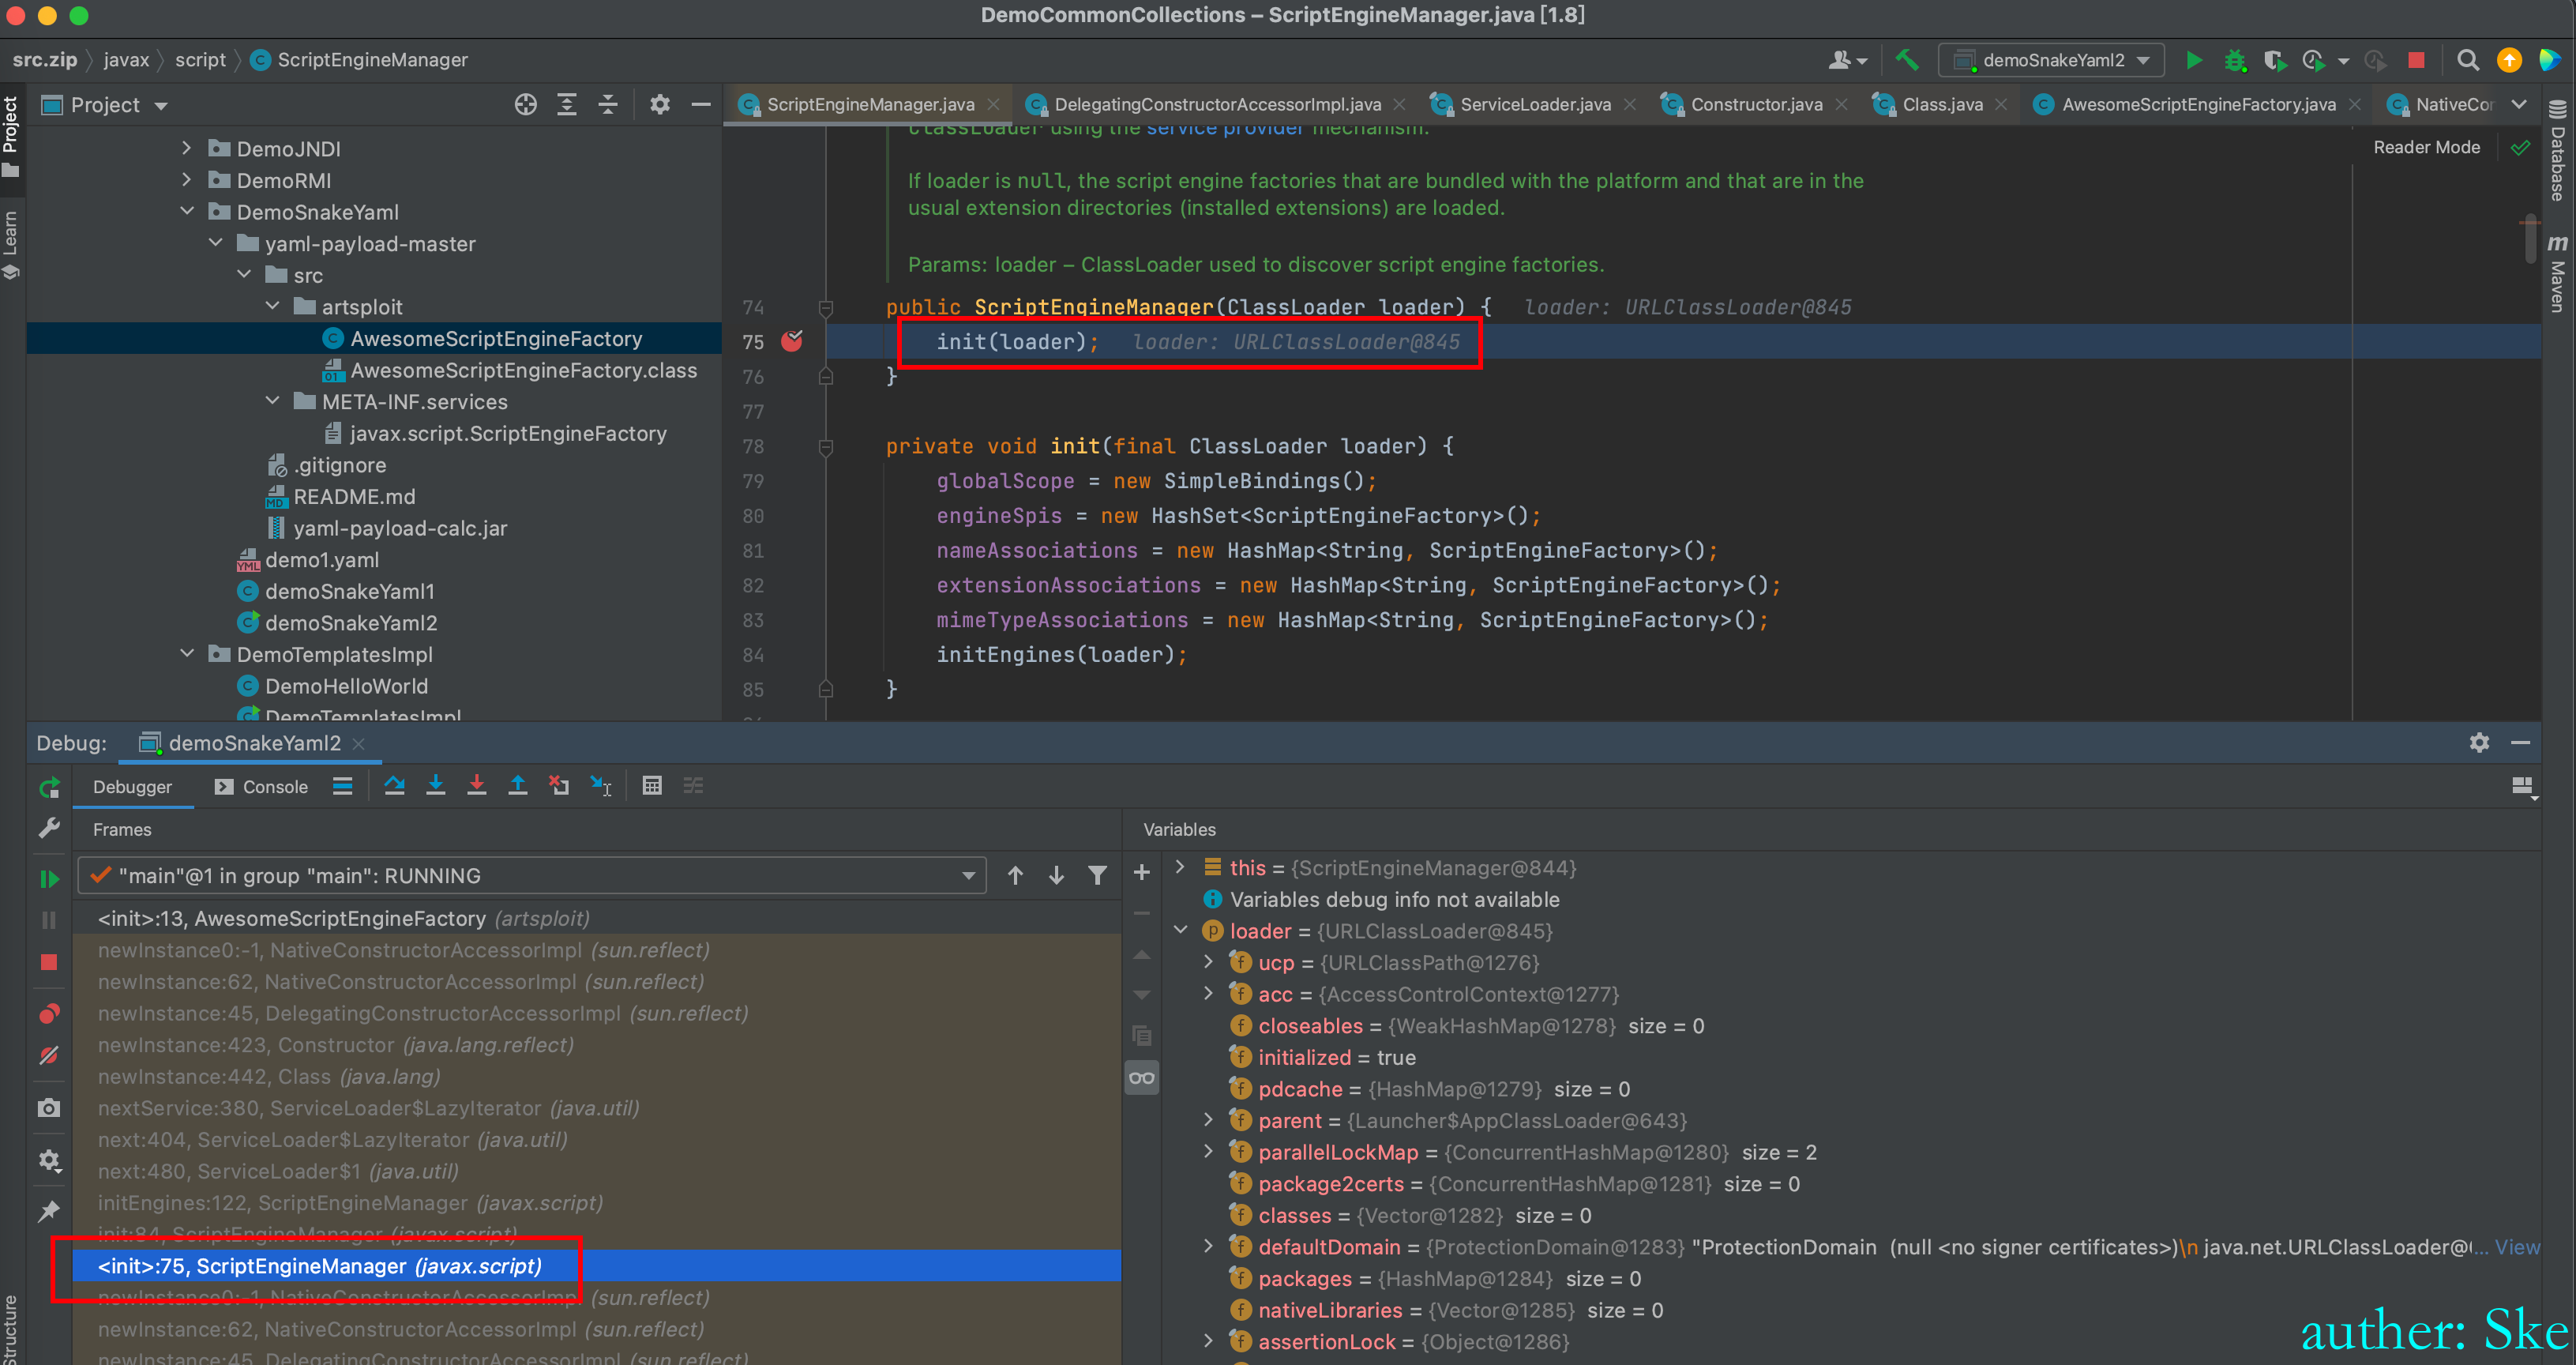 DemoCommonCollections – ScriptEngineManager.java [1.8]
src.zip javax script ScriptEngineManager
demoSnakeYaml2
Project
ScriptEngineManager.java DelegatingConstructorAccessorImpl.java ServiceLoader.java Constructor.java Class.java AwesomeScriptEngineFactory.java NativeCor
Project
Learn
Structure
Database
Maven
DemoJNDI
DemoRMI
DemoSnakeYaml
yaml-payload-master
src
artsploit
AwesomeScriptEngineFactory
AwesomeScriptEngineFactory.class
META-INF.services
javax.script.ScriptEngineFactory
.gitignore
README.md
yaml-payload-calc.jar
demo1.yaml
demoSnakeYaml1
demoSnakeYaml2
DemoTemplatesImpl
DemoHelloWorld
DemoTemplatesImpl
Reader Mode
ClassLoader using the service provider mechanism.
If loader is null, the script engine factories that are bundled with the platform and that are in the
usual extension directories (installed extensions) are loaded.
Params: loader – ClassLoader used to discover script engine factories.
74 public ScriptEngineManager(ClassLoader loader) { loader: URLClassLoader@845
75 init(loader); loader: URLClassLoader@845
76 }
77
78 private void init(final ClassLoader loader) {
79 globalScope = new SimpleBindings();
80 engineSpis = new HashSet<ScriptEngineFactory>();
81 nameAssociations = new HashMap<String, ScriptEngineFactory>();
82 extensionAssociations = new HashMap<String, ScriptEngineFactory>();
83 mimeTypeAssociations = new HashMap<String, ScriptEngineFactory>();
84 initEngines(loader);
85 }
Debug: demoSnakeYaml2
Debugger Console
Frames
"main"@1 in group "main": RUNNING
<init>:13, AwesomeScriptEngineFactory (artsploit)
newInstance0:-1, NativeConstructorAccessorImpl (sun.reflect)
newInstance:62, NativeConstructorAccessorImpl (sun.reflect)
newInstance:45, DelegatingConstructorAccessorImpl (sun.reflect)
newInstance:423, Constructor (java.lang.reflect)
newInstance:442, Class (java.lang)
nextService:380, ServiceLoader$LazyIterator (java.util)
next:404, ServiceLoader$LazyIterator (java.util)
next:480, ServiceLoader$1 (java.util)
initEngines:122, ScriptEngineManager (javax.script)
init:84, ScriptEngineManager (javax.script)
<init>:75, ScriptEngineManager (javax.script)
newInstance0:-1, NativeConstructorAccessorImpl (sun.reflect)
newInstance:62, NativeConstructorAccessorImpl (sun.reflect)
newInstance:45, DelegatingConstructorAccessorImpl (sun.reflect)
Variables
this = {ScriptEngineManager@844}
Variables debug info not available
loader = {URLClassLoader@845}
ucp = {URLClassPath@1276}
acc = {AccessControlContext@1277}
closeables = {WeakHashMap@1278} size = 0
initialized = true
pdcache = {HashMap@1279} size = 0
parent = {Launcher$AppClassLoader@643}
parallelLockMap = {ConcurrentHashMap@1280} size = 2
package2certs = {ConcurrentHashMap@1281} size = 0
classes = {Vector@1282} size = 0
defaultDomain = {ProtectionDomain@1283} "ProtectionDomain (null <no signer certificates>)\n java.net.URLClassLoader@(... View
packages = {HashMap@1284} size = 0
nativeLibraries = {Vector@1285} size = 0
assertionLock = {Object@1286}
auther: Ske